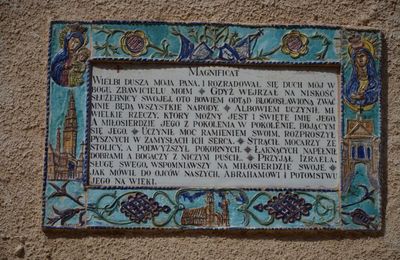 Magnificat
Wielbi dusza moja Pana. I rozradował się duch mój w
Bogu, Zbawicielu moim ◆ Gdyż wejrzał na niskość
służebnicy swojej, oto bowiem odtąd błogosławioną zwać
mnie będą wszystkie narody. ◆ Albowiem uczynił mi
wielkie rzeczy, który możny jest i święte imię Jego
A miłosierdzie Jego z pokolenia w pokolenie, bojącym
się Jego. ◆ Uczynił moc ramieniem swoim, rozproszył
pysznych w zamysłach ich serca. ◆ Strącił mocarzy ze
stolicy, a podwyższył pokornych. ◆ Łaknących napełnił
dobrami a bogaczy z niczym puścił. ◆ Przyjął Izraela,
sługę swego, wspomniawszy na miłosierdzie swoje, ◆
jak mówił do ojców naszych, Abrahamowi i potomstwu
jego na wieki.